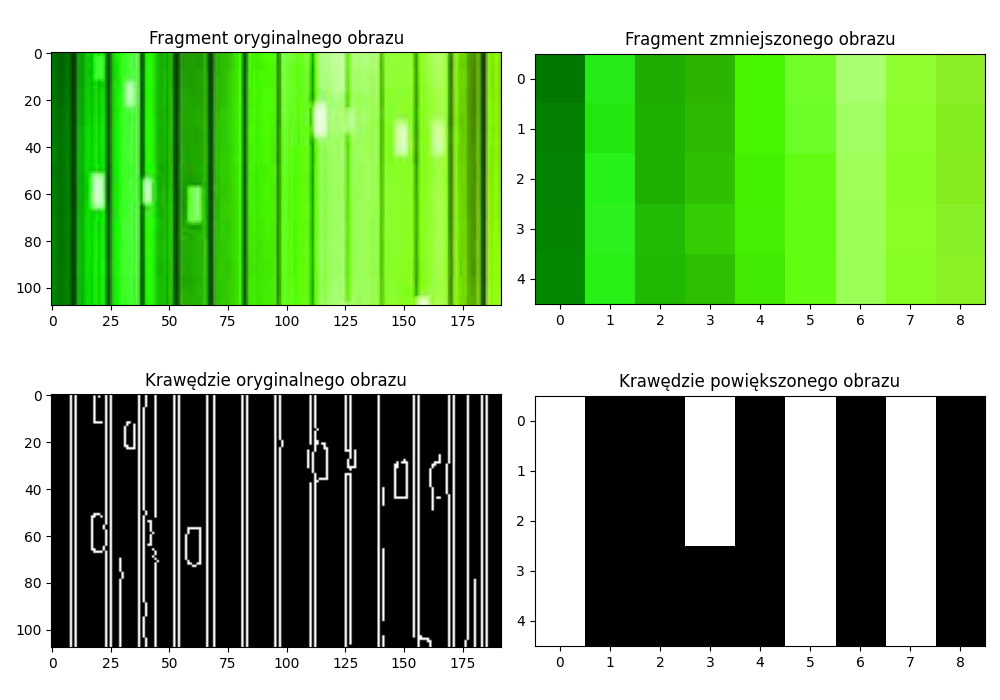 Fragment oryginalnego obrazu
0
20
40
60
80
100
0 25 50 75 100 125 150 175
Fragment zmniejszonego obrazu
0
1
2
3
4
0 1 2 3 4 5 6 7 8
Krawędzie oryginalnego obrazu
0
20
40
60
80
100
0 25 50 75 100 125 150 175
Krawędzie powiększonego obrazu
0
1
2
3
4
0 1 2 3 4 5 6 7 8